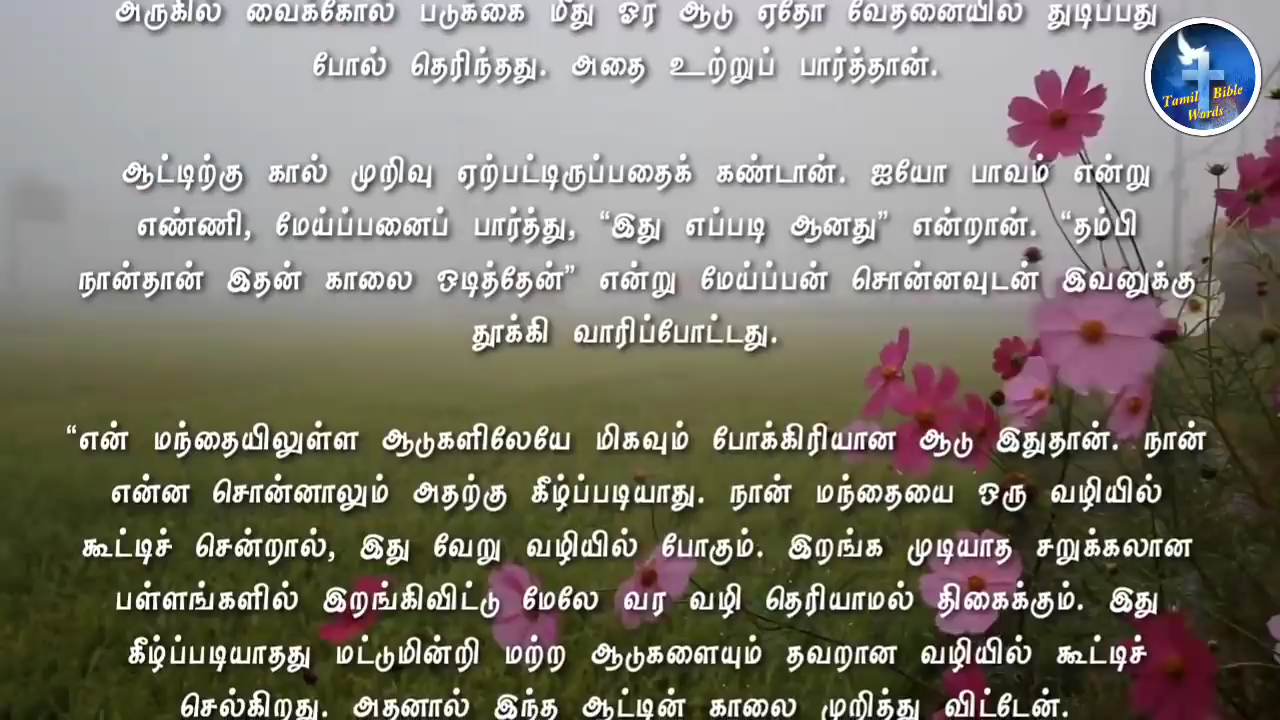 அருகில் வைக்கோல் படுக்கை மீது ஓர் ஆடு ஏதோ வேதனையில் துடிப்பது
போல் தெரிந்தது. அதை உற்றுப் பார்த்தான்.
ஆட்டிற்கு கால் முறிவு ஏற்பட்டிருப்பதைக் கண்டான். ஐயோ பாவம் என்று
எண்ணி, மேய்ப்பனைப் பார்த்து, “இது எப்படி ஆனது” என்றான். “தம்பி
நான்தான் இதன் காலை ஒடித்தேன்” என்று மேய்ப்பன் சொன்னவுடன் இவனுக்கு
தூக்கி வாரிப்போட்டது.
“என் மந்தையிலுள்ள ஆடுகளிலேயே மிகவும் போக்கிரியான ஆடு இதுதான். நான்
என்ன சொன்னாலும் அதற்கு கீழ்ப்படியாது. நான் மந்தையை ஒரு வழியில்
கூட்டிச் சென்றால், இது வேறு வழியில் போகும். இறங்க முடியாத சறுக்கலான
பள்ளங்களில் இறங்கிவிட்டு மேலே வர வழி தெரியாமல் திகைக்கும். இது
கீழ்ப்படியாதது மட்டுமின்றி மற்ற ஆடுகளையும் தவறான வழியில் கூட்டிச்
செல்கிறது. அதனால் இந்த ஆட்டின் காலை முறித்து விட்டேன்.
Tamil Bible
Words